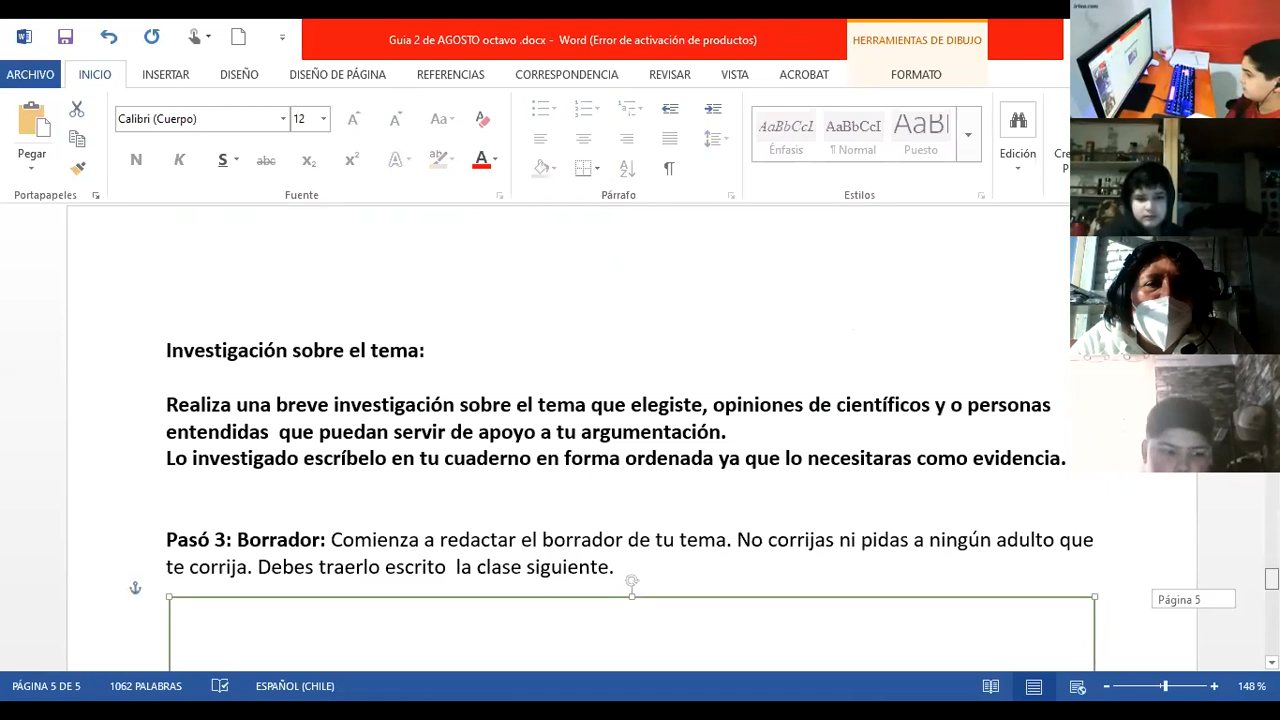 Guia 2 de AGOSTO octavo .docx - Word (Error de activación de productos)
HERRAMIENTAS DE DIBUJO
ARCHIVO INICIO INSERTAR DISEÑO DISEÑO DE PÁGINA REFERENCIAS CORRESPONDENCIA REVISAR VISTA ACROBAT FORMATO
Pegar
Portapapeles
Calibri (Cuerpo) 12
Aa
N K S abc x₂ x² A A
Fuente
Párrafo
AaBbCcI AaBbCcI AaBl
Énfasis ¶ Normal Puesto
Estilos
Edición
Investigación sobre el tema:
Realiza una breve investigación sobre el tema que elegiste, opiniones de científicos y o personas
entendidas que puedan servir de apoyo a tu argumentación.
Lo investigado escríbelo en tu cuaderno en forma ordenada ya que lo necesitaras como evidencia.
Pasó 3: Borrador: Comienza a redactar el borrador de tu tema. No corrijas ni pidas a ningún adulto que
te corrija. Debes traerlo escrito la clase siguiente.
Página 5
PÁGINA 5 DE 5 1062 PALABRAS ESPAÑOL (CHILE) 148 %